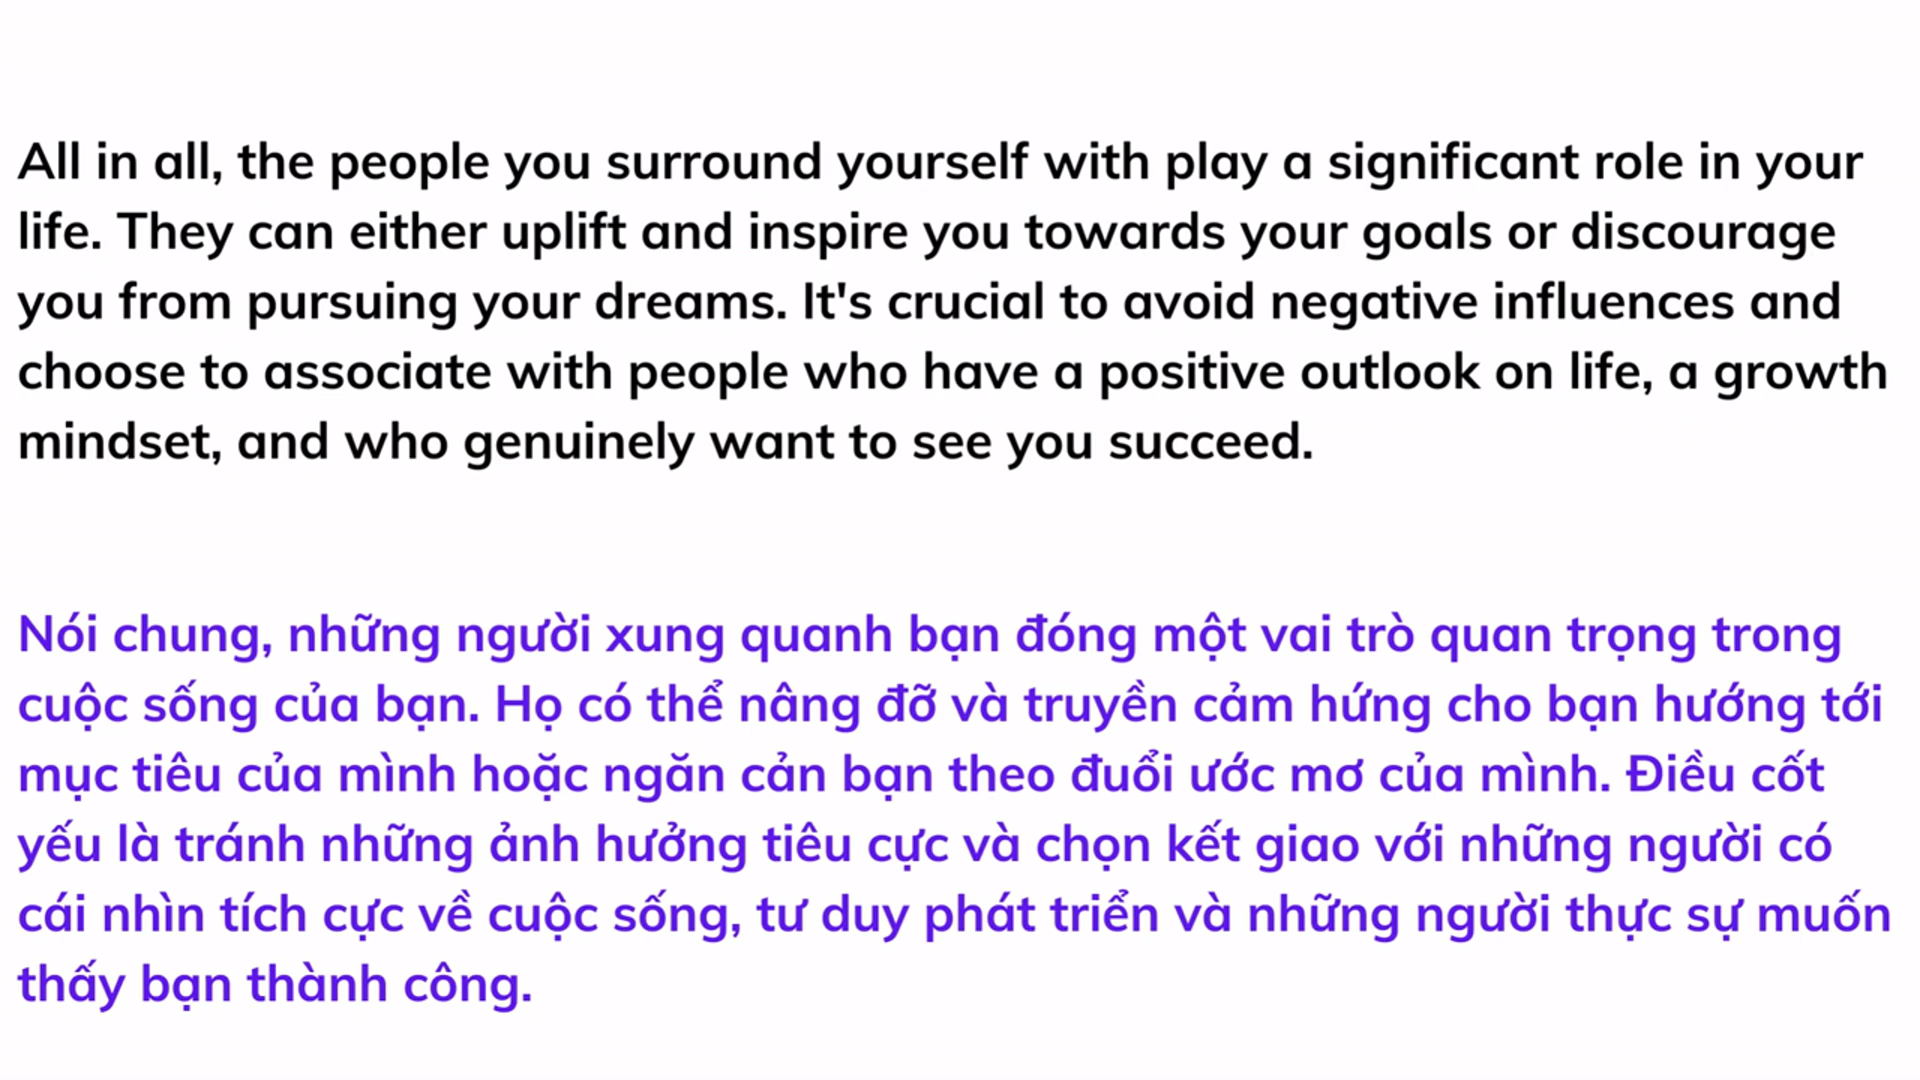 All in all, the people you surround yourself with play a significant role in your
life. They can either uplift and inspire you towards your goals or discourage
you from pursuing your dreams. It's crucial to avoid negative influences and
choose to associate with people who have a positive outlook on life, a growth
mindset, and who genuinely want to see you succeed.
Nói chung, những người xung quanh bạn đóng một vai trò quan trọng trong
cuộc sống của bạn. Họ có thể nâng đỡ và truyền cảm hứng cho bạn hướng tới
mục tiêu của mình hoặc ngăn cản bạn theo đuổi ước mơ của mình. Điều cốt
yếu là tránh những ảnh hưởng tiêu cực và chọn kết giao với những người có
cái nhìn tích cực về cuộc sống, tư duy phát triển và những người thực sự muốn
thấy bạn thành công.